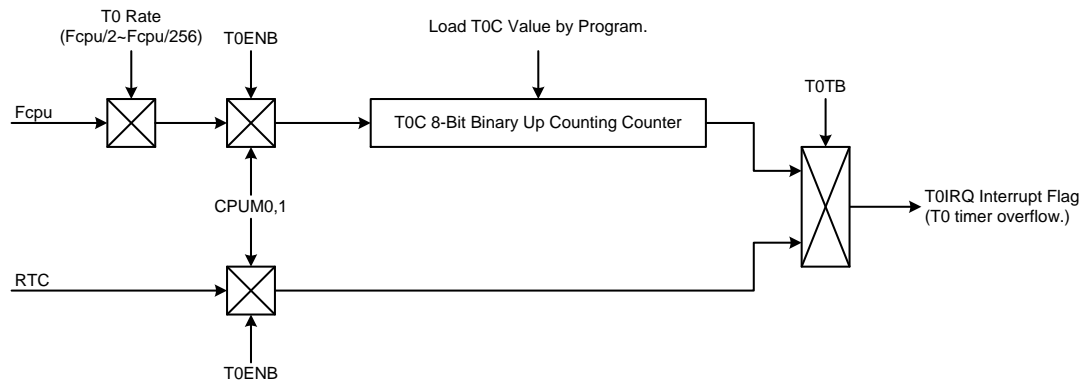 T0 Rate
(Fcpu/2~Fcpu/256)
T0ENB
Load T0C Value by Program.
T0TB
Fcpu
T0C 8-Bit Binary Up Counting Counter
CPUM0,1
T0IRQ Interrupt Flag
(T0 timer overflow.)
RTC
T0ENB